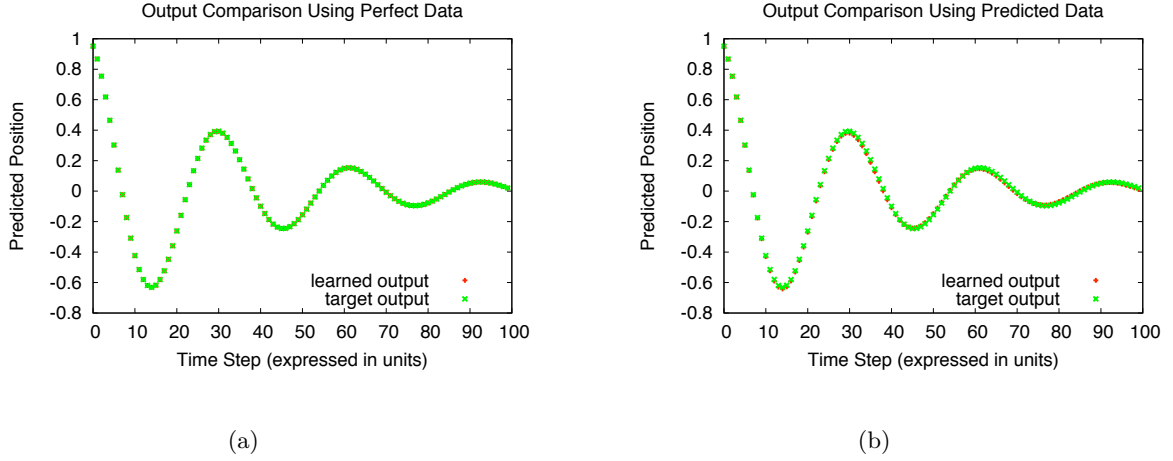 Output Comparison Using Perfect Data
1
0.8
0.6
0.4
0.2
0
-0.2
-0.4
-0.6
-0.8
Predicted Position
learned output
target output
0 10 20 30 40 50 60 70 80 90 100
Time Step (expressed in units)
(a)
Output Comparison Using Predicted Data
1
0.8
0.6
0.4
0.2
0
-0.2
-0.4
-0.6
-0.8
Predicted Position
learned output
target output
0 10 20 30 40 50 60 70 80 90 100
Time Step (expressed in units)
(b)